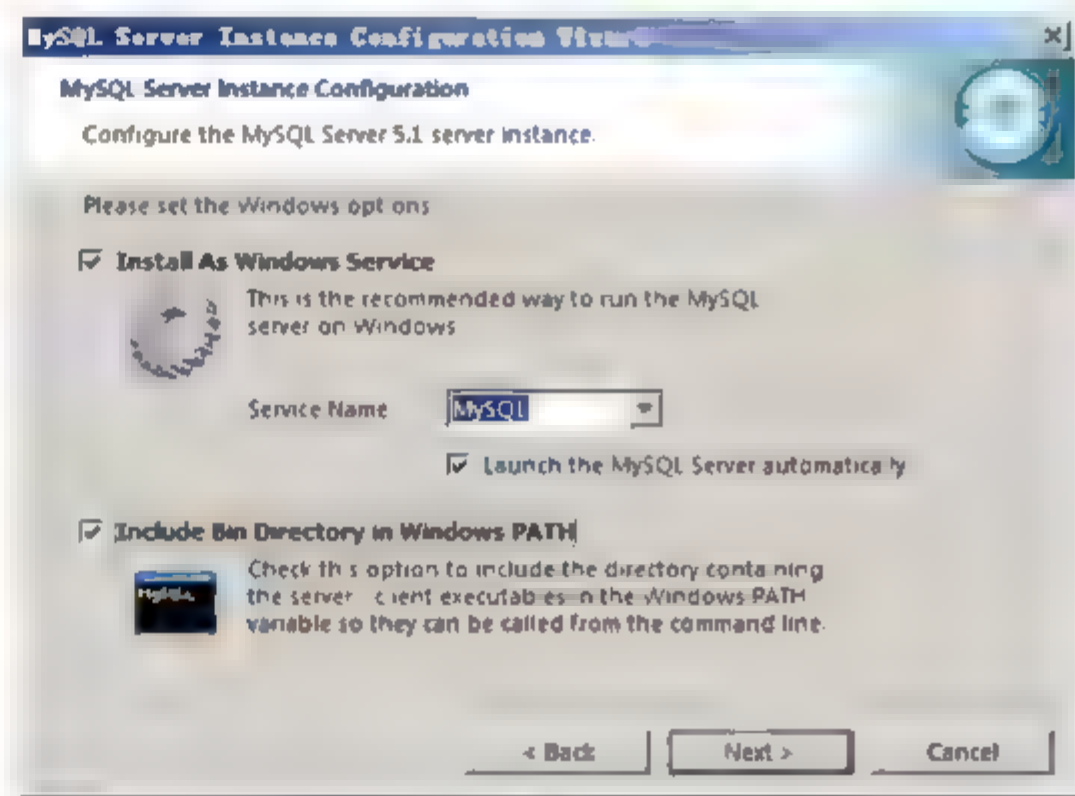 MySQL Server Instance Configuration Wizard
MySQL Server Instance Configuration
Configure the MySQL Server 5.1 server instance.
Please set the Windows options
Install As Windows Service
This is the recommended way to run the MySQL
server on Windows
Service Name
MySQL
Launch the MySQL Server automatically
Include Bin Directory in Windows PATH
Check this option to include the directory containing
the server client executables in the Windows PATH
variable so they can be called from the command line.
< Back
Next >
Cancel